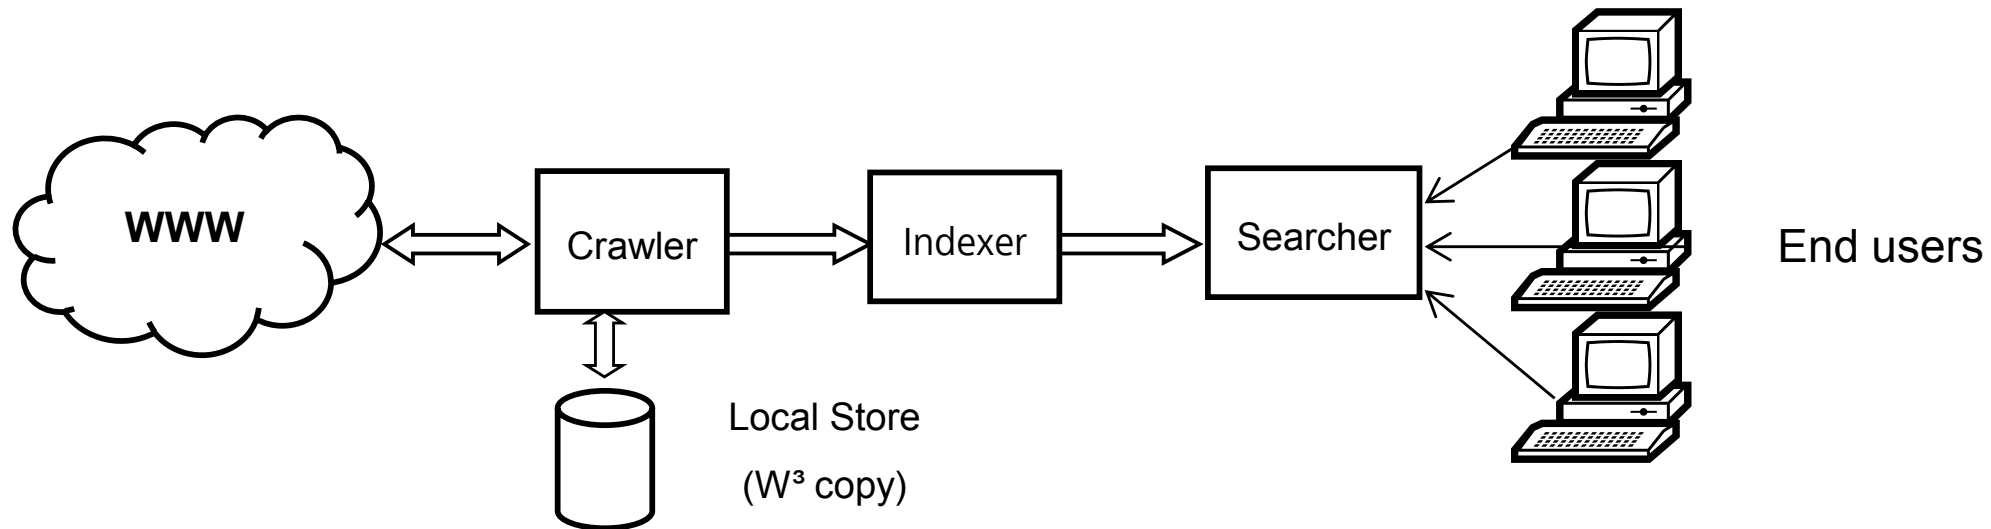 WWW
Crawler
Indexer
Searcher
End users
Local Store
(W³ copy)